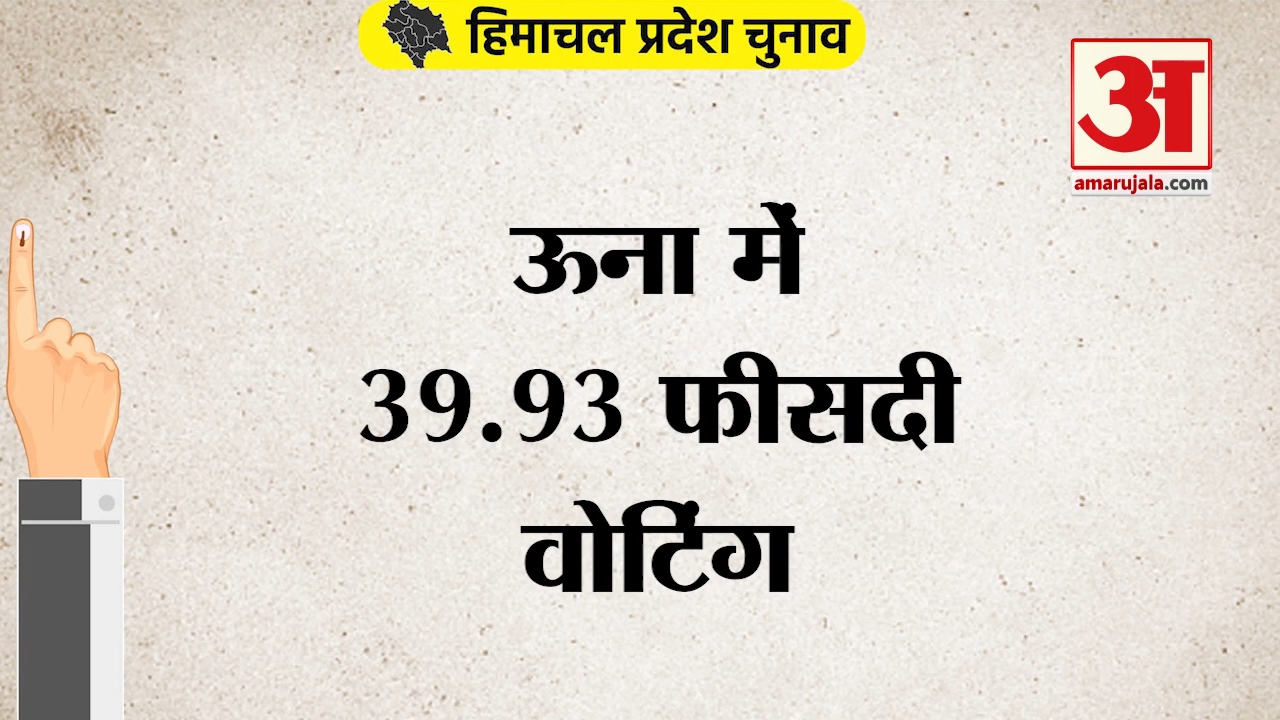 हिमाचल प्रदेश चुनाव
अ
amarujala.com
ऊना में
39.93 फीसदी
वोटिंग